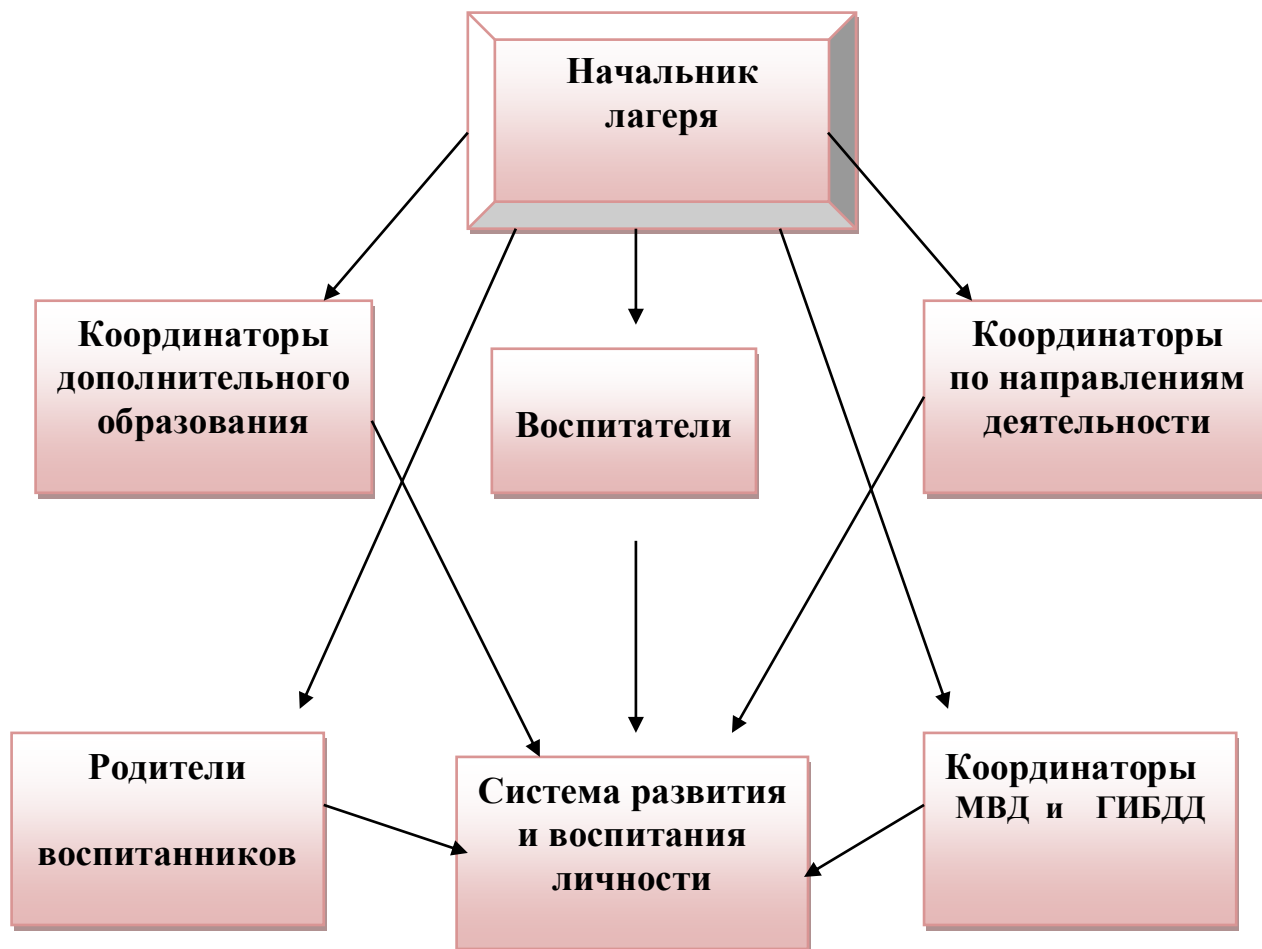 Начальник
лагеря
Координаторы
дополнительного
образования
Воспитатели
Координаторы
по направлениям
деятельности
Родители
воспитанников
Система развития
и воспитания
личности
Координаторы
МВД и ГИБДД